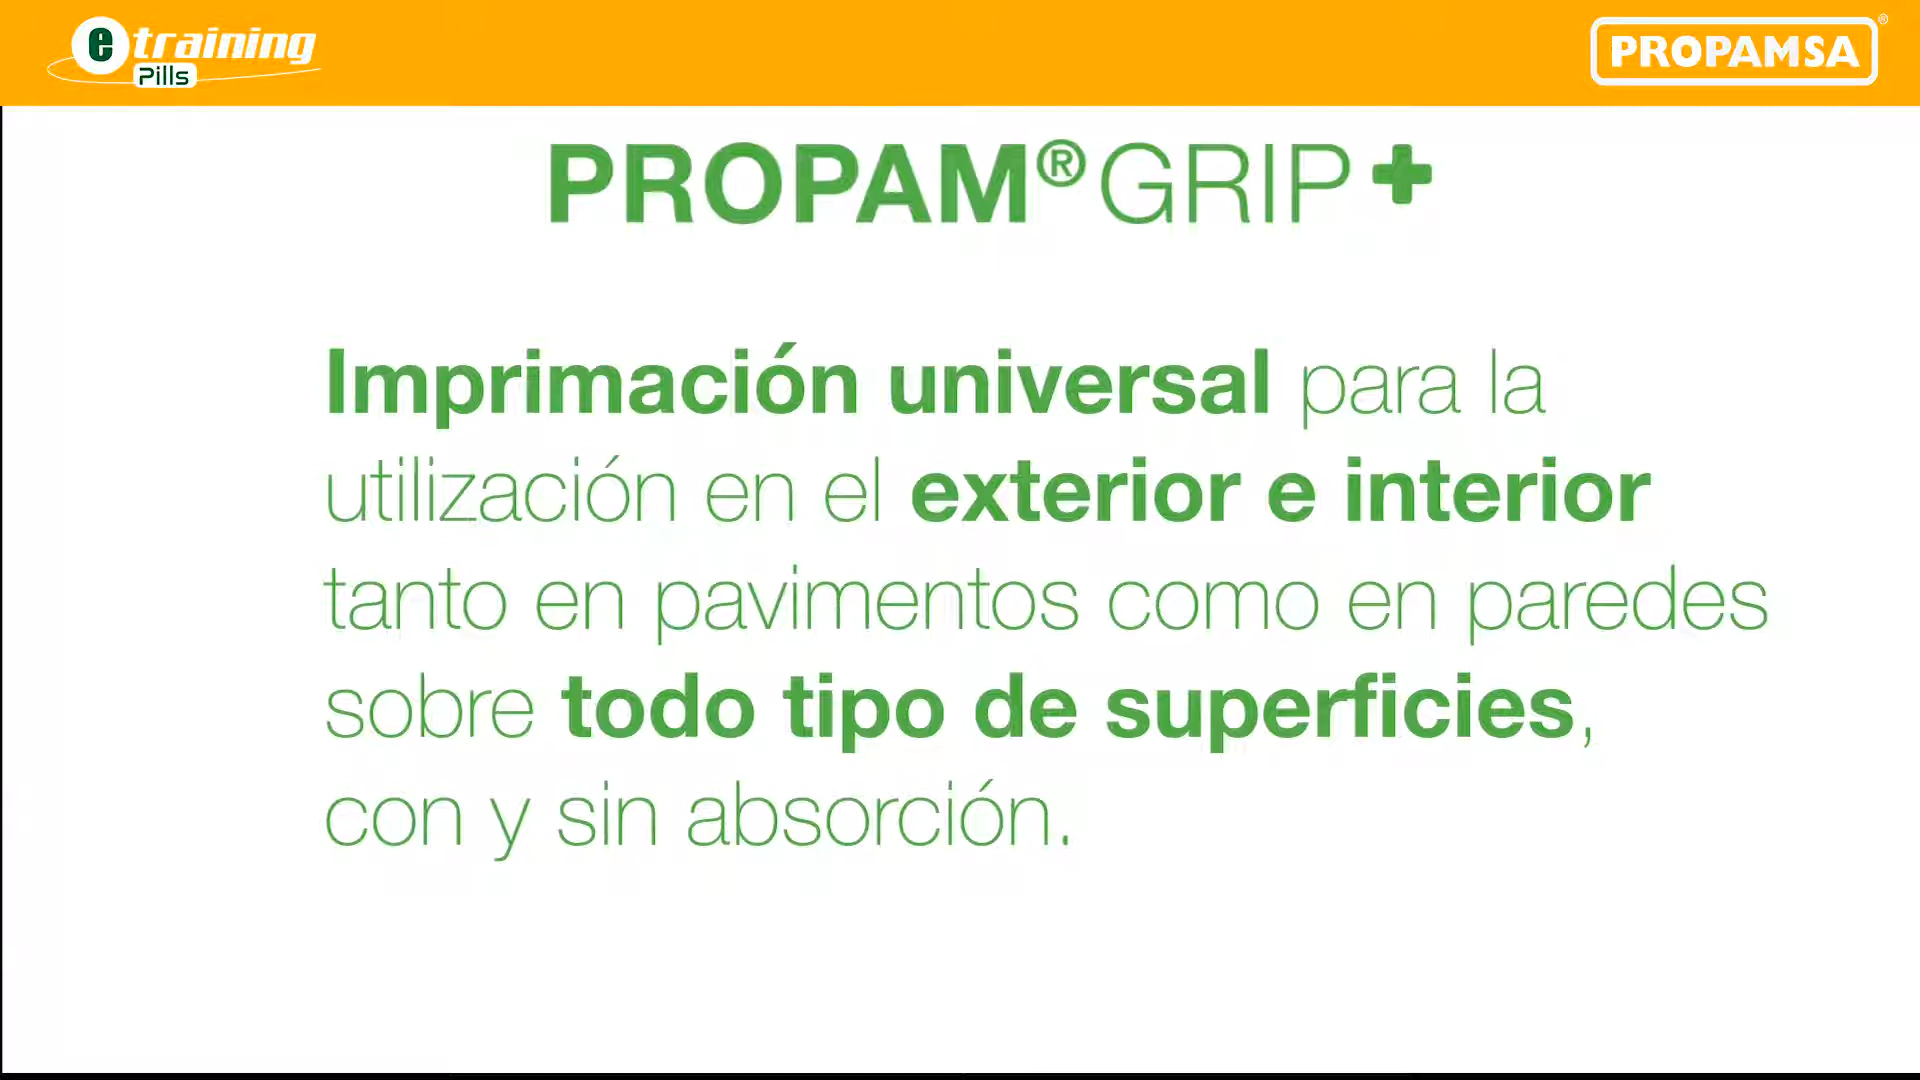 e training
Pills
PROPAMSA®
PROPAM® GRIP +
Imprimación universal para la
utilización en el exterior e interior
tanto en pavimentos como en paredes
sobre todo tipo de superficies,
con y sin absorción.